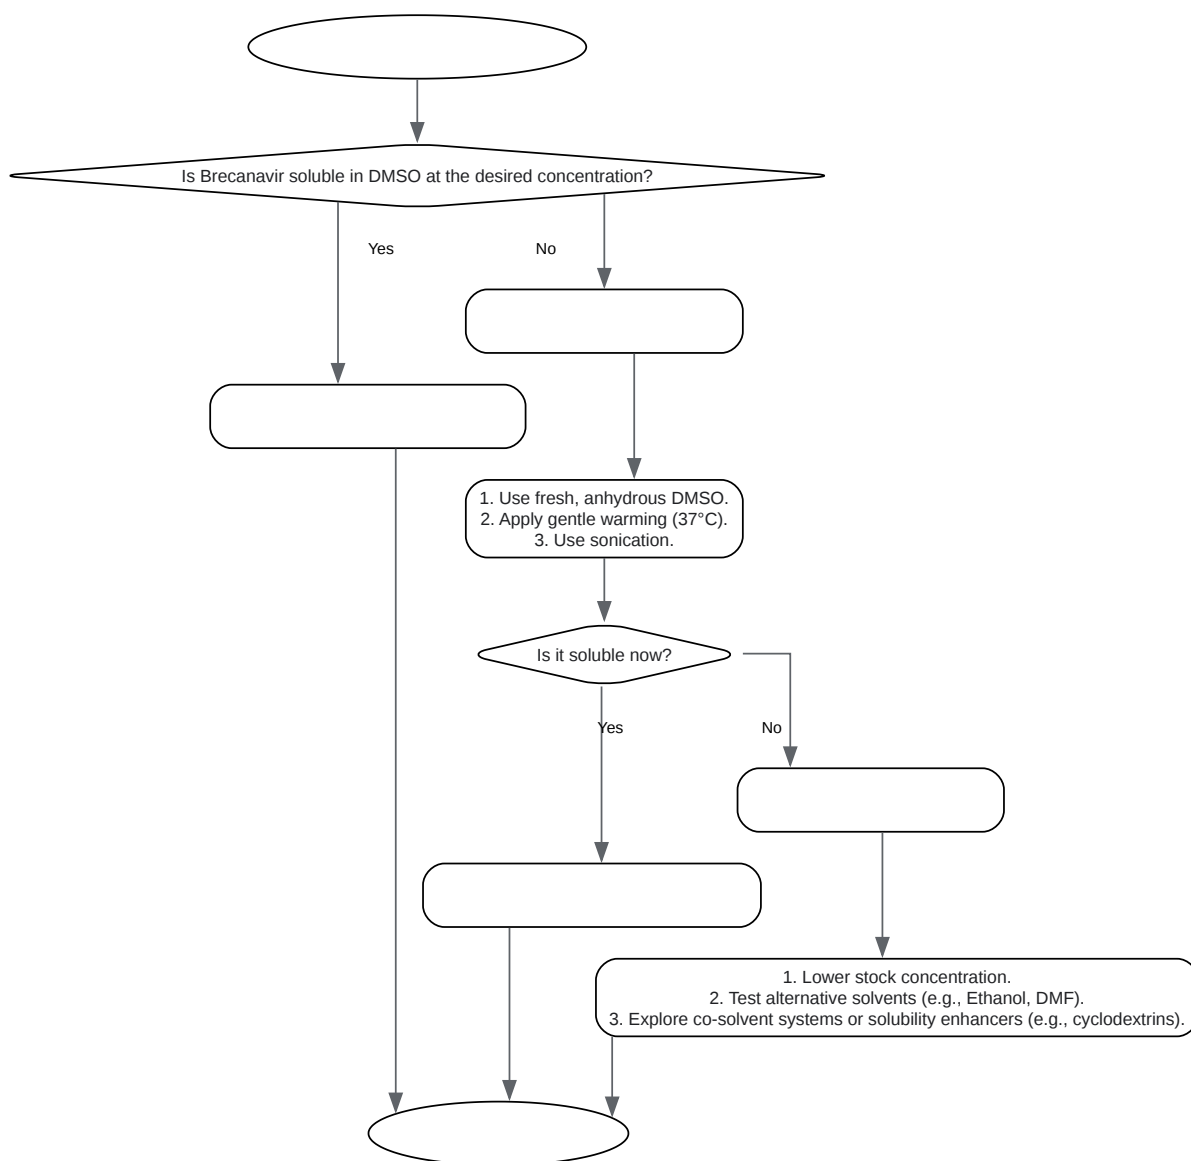 Is Brecanavir soluble in DMSO at the desired concentration?
Yes
No
1. Use fresh, anhydrous DMSO.
2. Apply gentle warming (37°C).
3. Use sonication.
Is it soluble now?
Yes
No
1. Lower stock concentration.
2. Test alternative solvents (e.g., Ethanol, DMF).
3. Explore co-solvent systems or solubility enhancers (e.g., cyclodextrins).